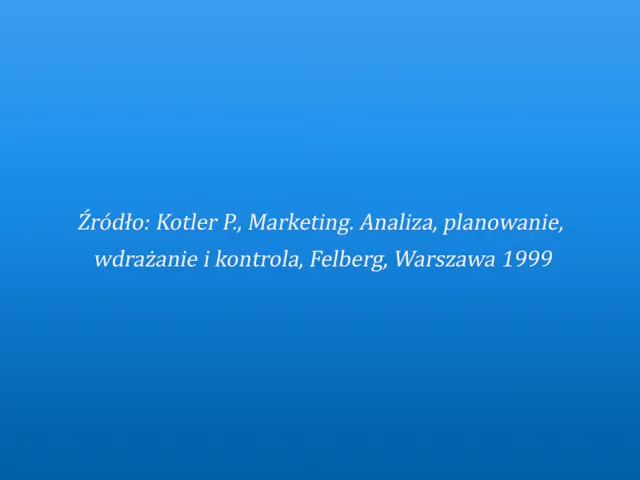 Źródło: Kotler P., Marketing. Analiza, planowanie,
wdrażanie i kontrola, Felberg, Warszawa 1999